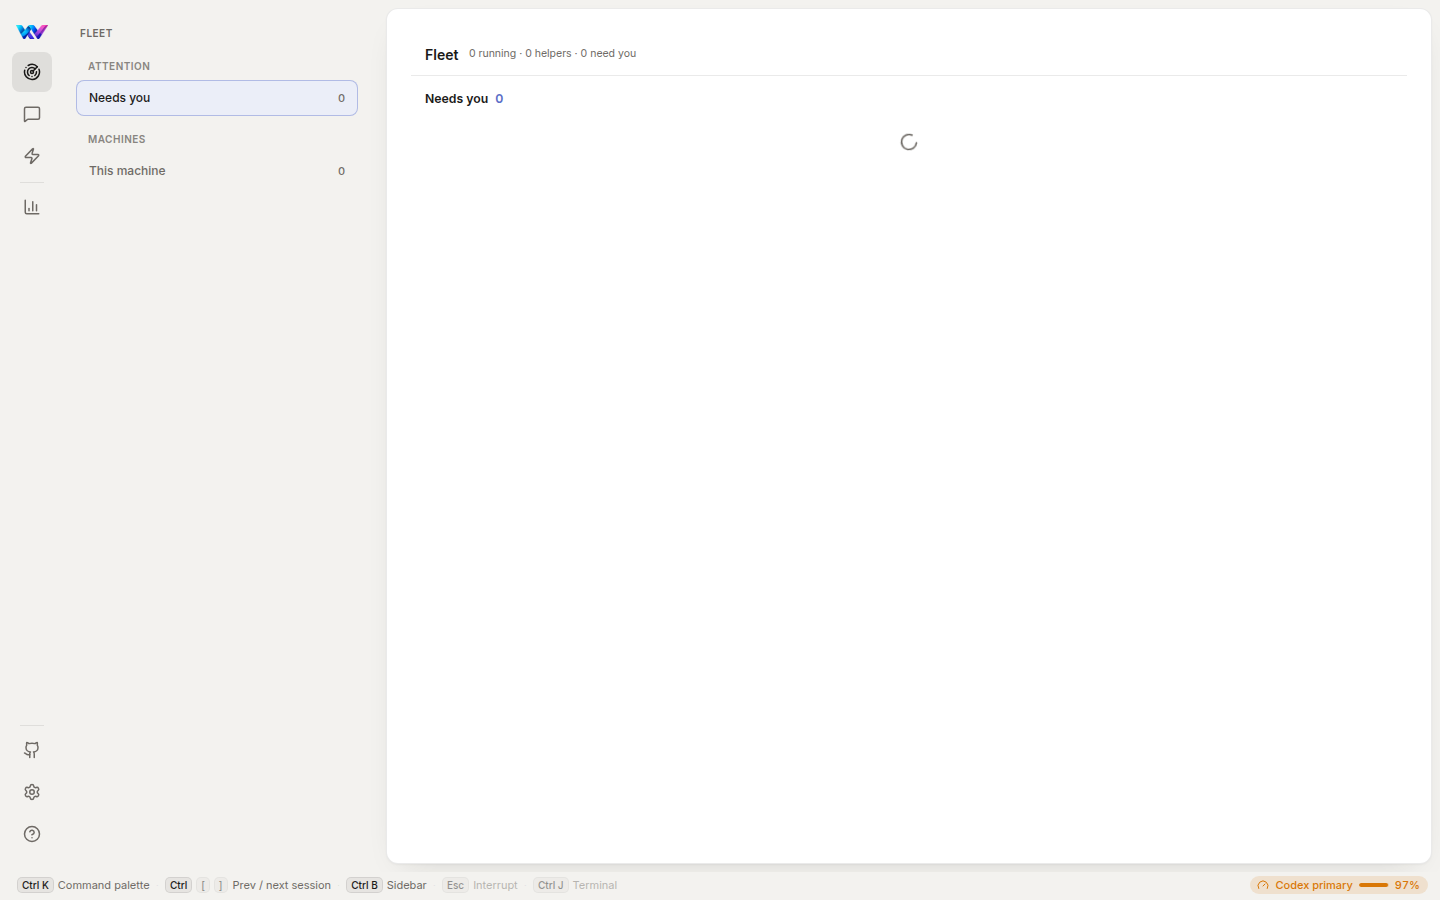 FLEET
ATTENTION
Needs you 0
MACHINES
This machine 0
Fleet 0 running · 0 helpers · 0 need you
Needs you 0
Ctrl K Command palette Ctrl [ ] Prev / next session Ctrl B Sidebar Esc Interrupt Ctrl J Terminal Codex primary 97%